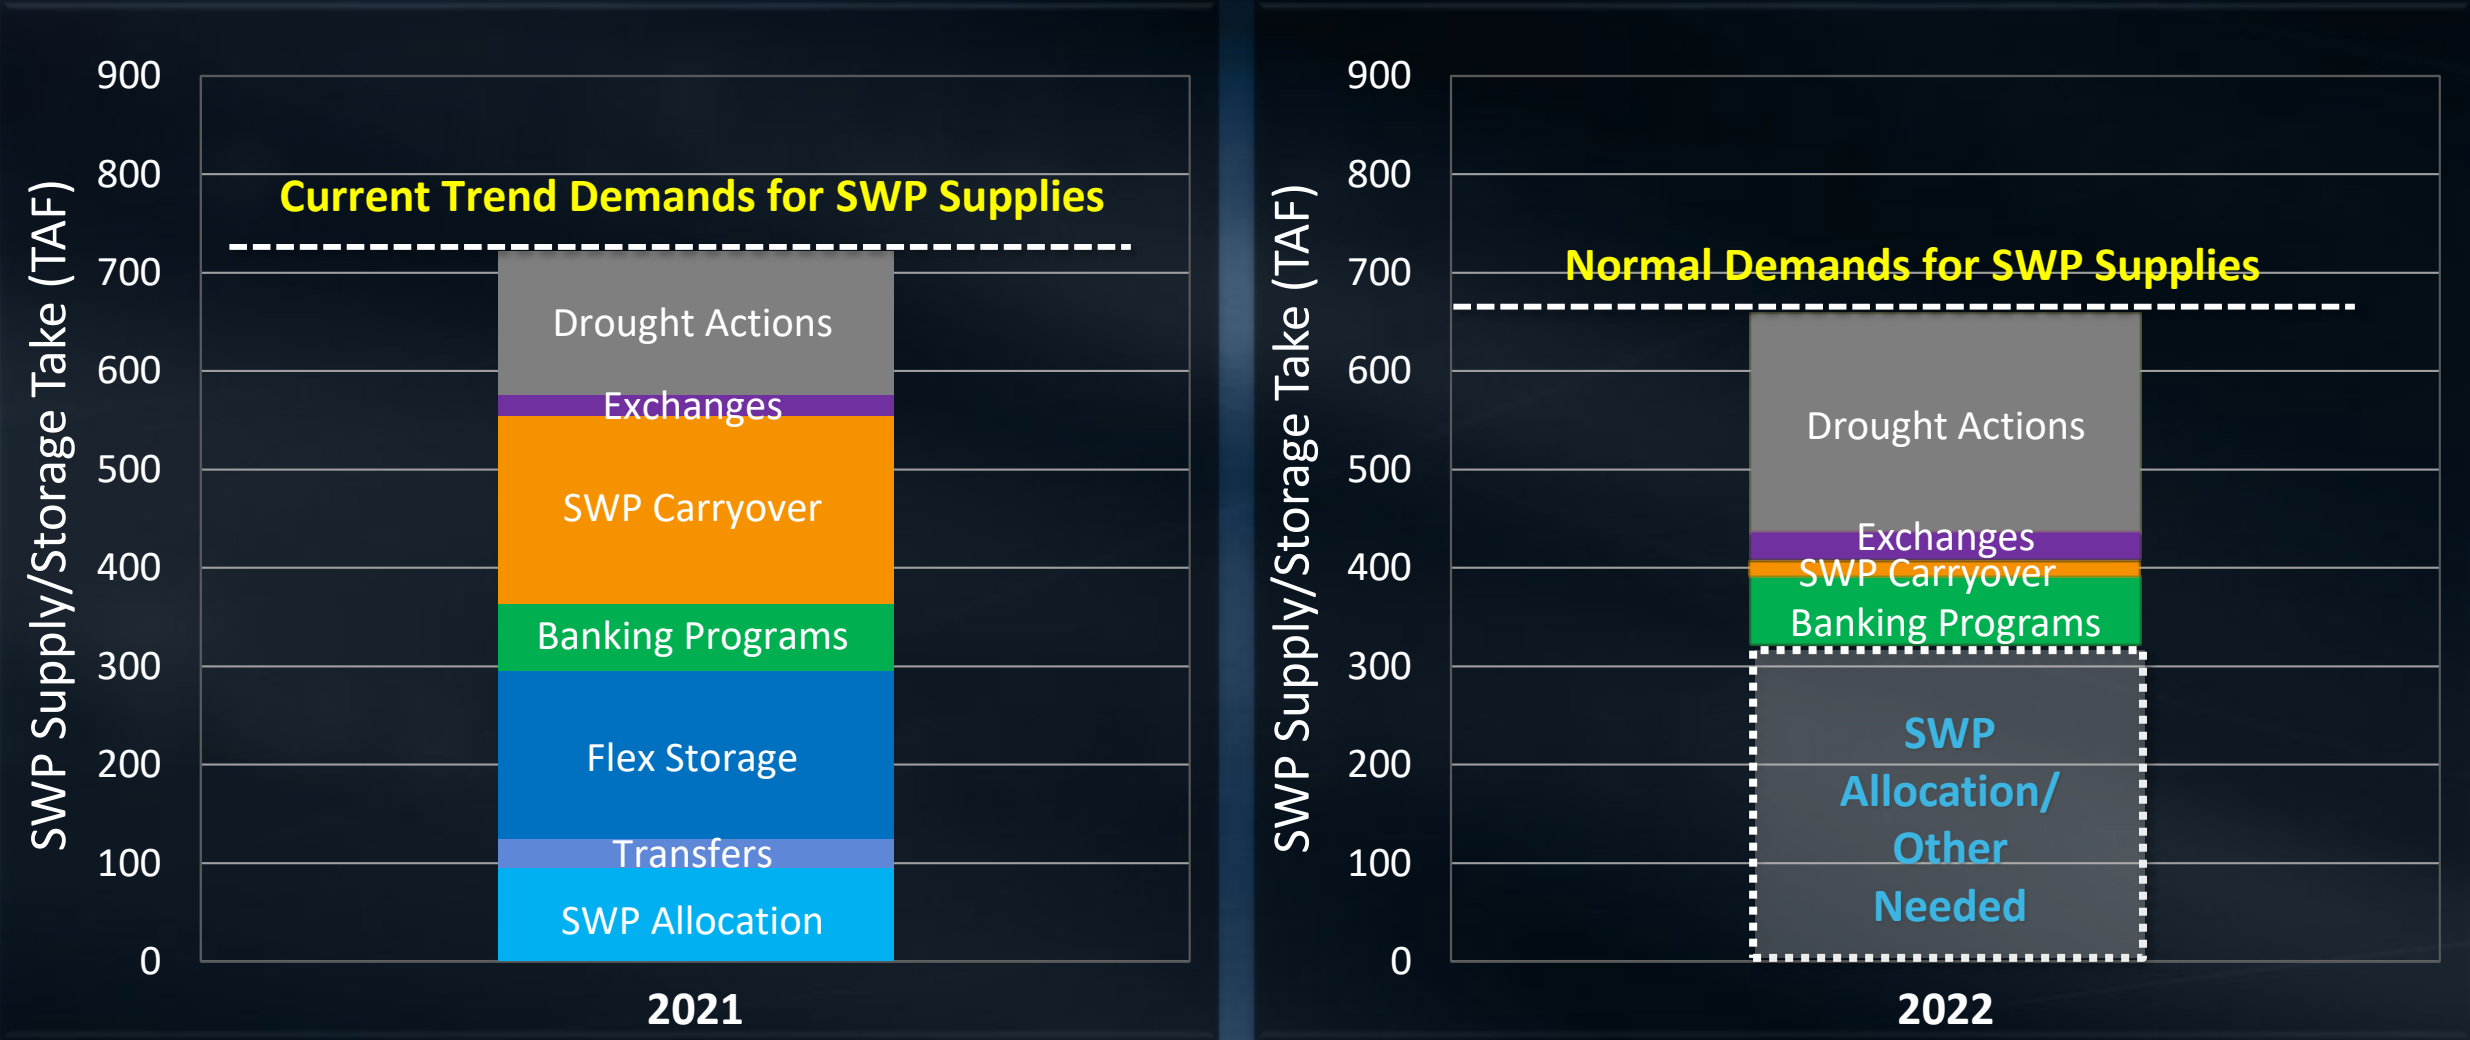 SWP Supply/Storage Take (TAF)
900
800
700
600
500
400
300
200
100
0
Current Trend Demands for SWP Supplies
Drought Actions
Exchanges
SWP Carryover
Banking Programs
Flex Storage
Transfers
SWP Allocation
2021
SWP Supply/Storage Take (TAF)
900
800
700
600
500
400
300
200
100
0
Normal Demands for SWP Supplies
Drought Actions
Exchanges
SWP Carryover
Banking Programs
SWP
Allocation/
Other
Needed
2022